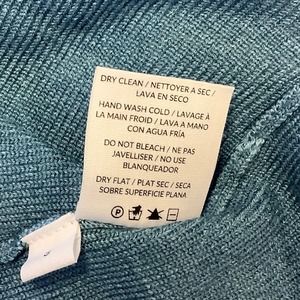 DRY CLEAN / NETTOYER A SEC /
LAVA EN SECO
HAND WASH COLD / LAVAGE À
LA MAIN FROID / LAVA A MANO
CON AGUA FRÍA
DO NOT BLEACH / NE PAS
JAVELLISER / NO USE
BLANQUEADOR
DRY FLAT / PLAT SEC / SECA
SOBRE SUPERFICIE PLANA